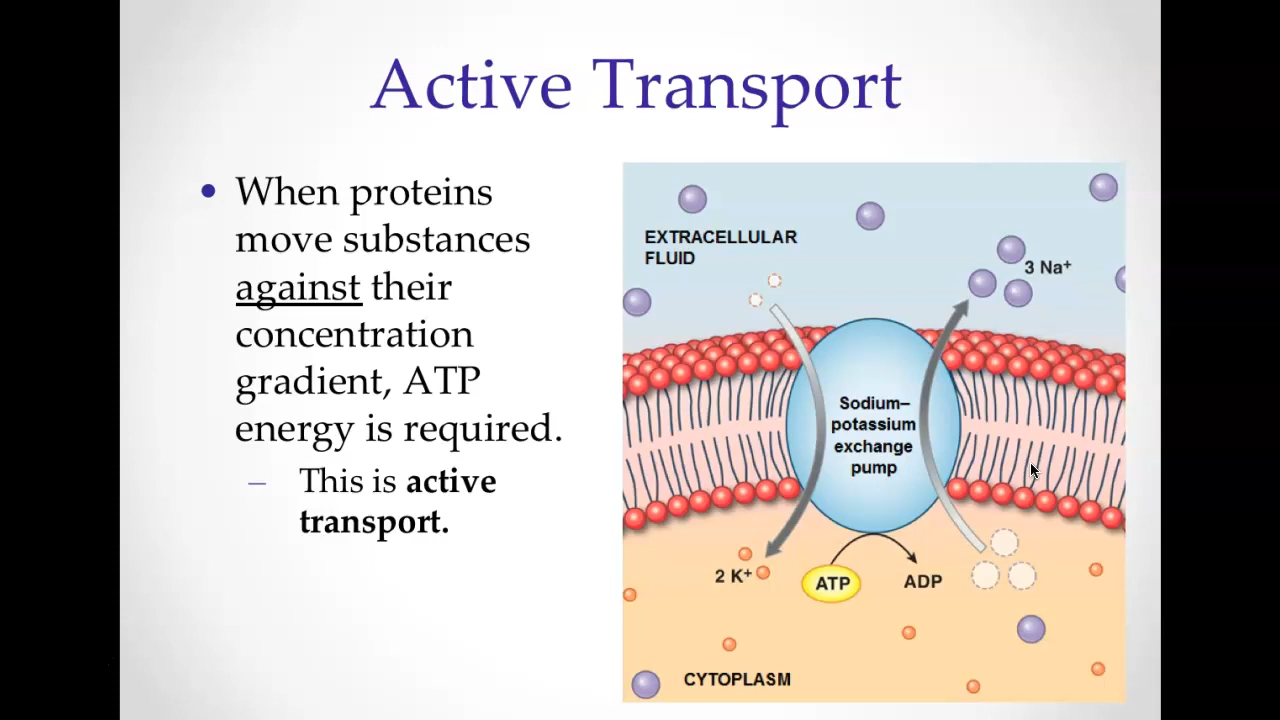 Active Transport
• When proteins
move substances
against their
concentration
gradient, ATP
energy is required.
– This is active
transport.
EXTRACELLULAR
FLUID
3 Na⁺
Sodium–
potassium
exchange
pump
2 K⁺
ATP
ADP
CYTOPLASM